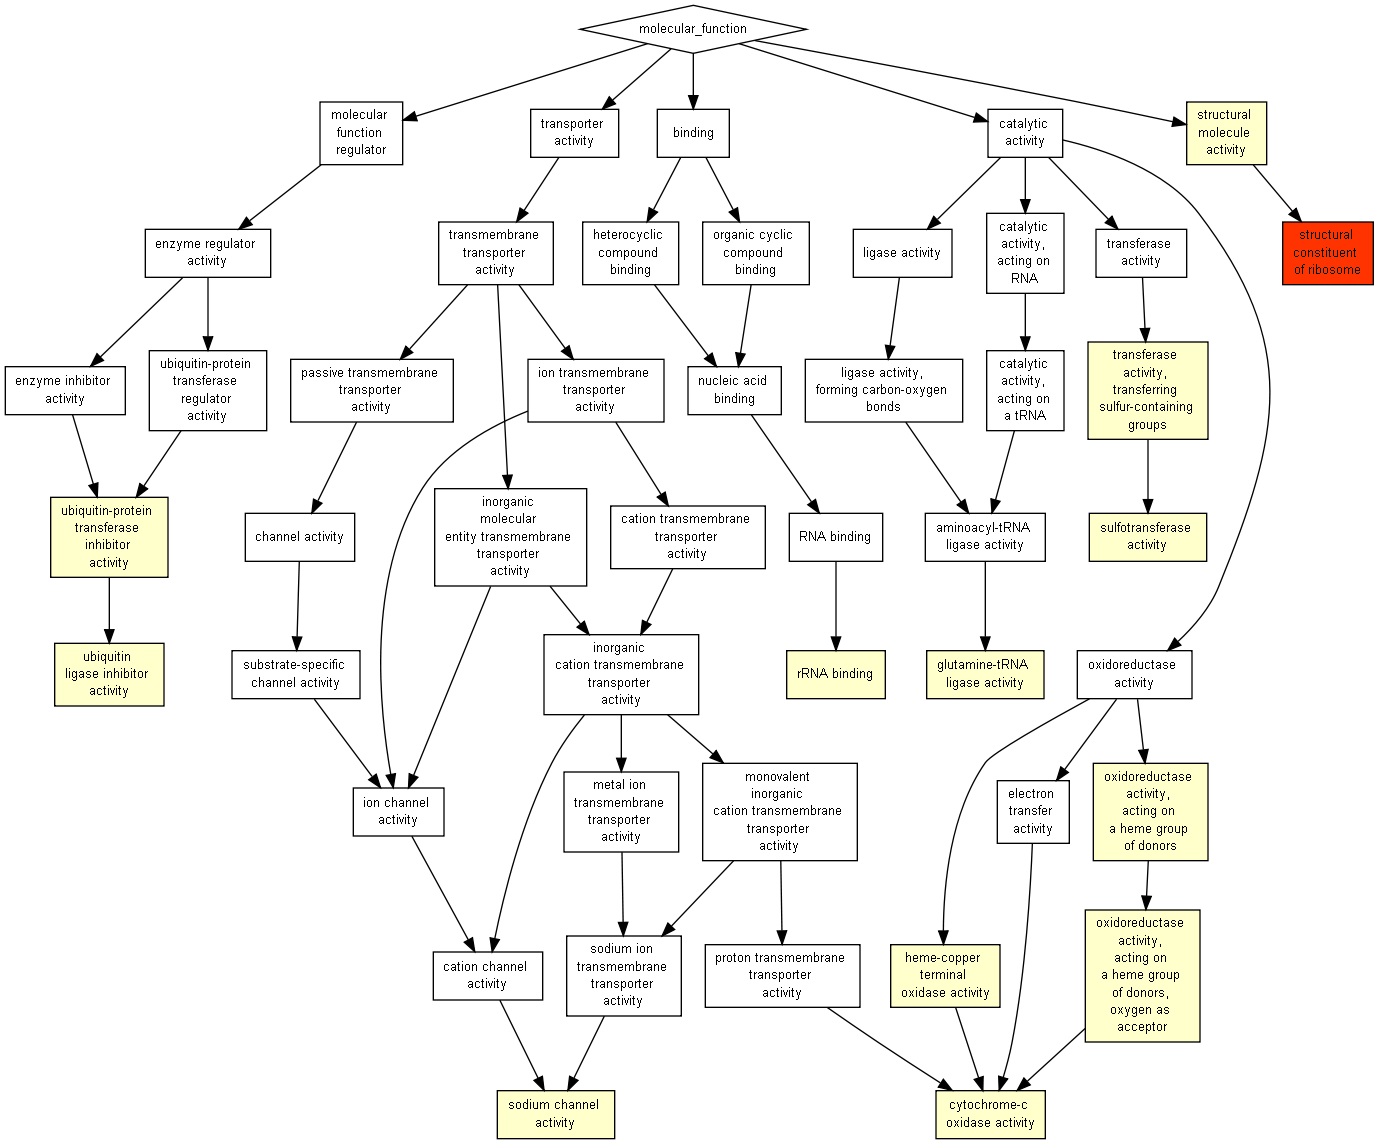 molecular_function
molecular
function
regulator
transporter
activity
binding
catalytic
activity
structural
molecule
activity
enzyme regulator
activity
transmembrane
transporter
activity
heterocyclic
compound
binding
organic cyclic
compound
binding
ligase activity
catalytic
activity,
acting on
RNA
transferase
activity
structural
constituent
of ribosome
enzyme inhibitor
activity
ubiquitin-protein
transferase
regulator
activity
passive transmembrane
transporter
activity
ion transmembrane
transporter
activity
nucleic acid
binding
ligase activity,
forming carbon-oxygen
bonds
catalytic
activity,
acting on
a tRNA
transferase
activity,
transferring
sulfur-containing
groups
ubiquitin-protein
transferase
inhibitor
activity
channel activity
inorganic
molecular
entity transmembrane
transporter
activity
cation transmembrane
transporter
activity
RNA binding
aminoacyl-tRNA
ligase activity
sulfotransferase
activity
ubiquitin
ligase inhibitor
activity
substrate-specific
channel activity
inorganic
cation transmembrane
transporter
activity
rRNA binding
glutamine-tRNA
ligase activity
oxidoreductase
activity
ion channel
activity
metal ion
transmembrane
transporter
activity
monovalent
inorganic
cation transmembrane
transporter
activity
electron
transfer
activity
oxidoreductase
activity,
acting on
a heme group
of donors
cation channel
activity
sodium ion
transmembrane
transporter
activity
proton transmembrane
transporter
activity
heme-copper
terminal
oxidase activity
oxidoreductase
activity,
acting on
a heme group
of donors,
oxygen as
acceptor
sodium channel
activity
cytochrome-c
oxidase activity